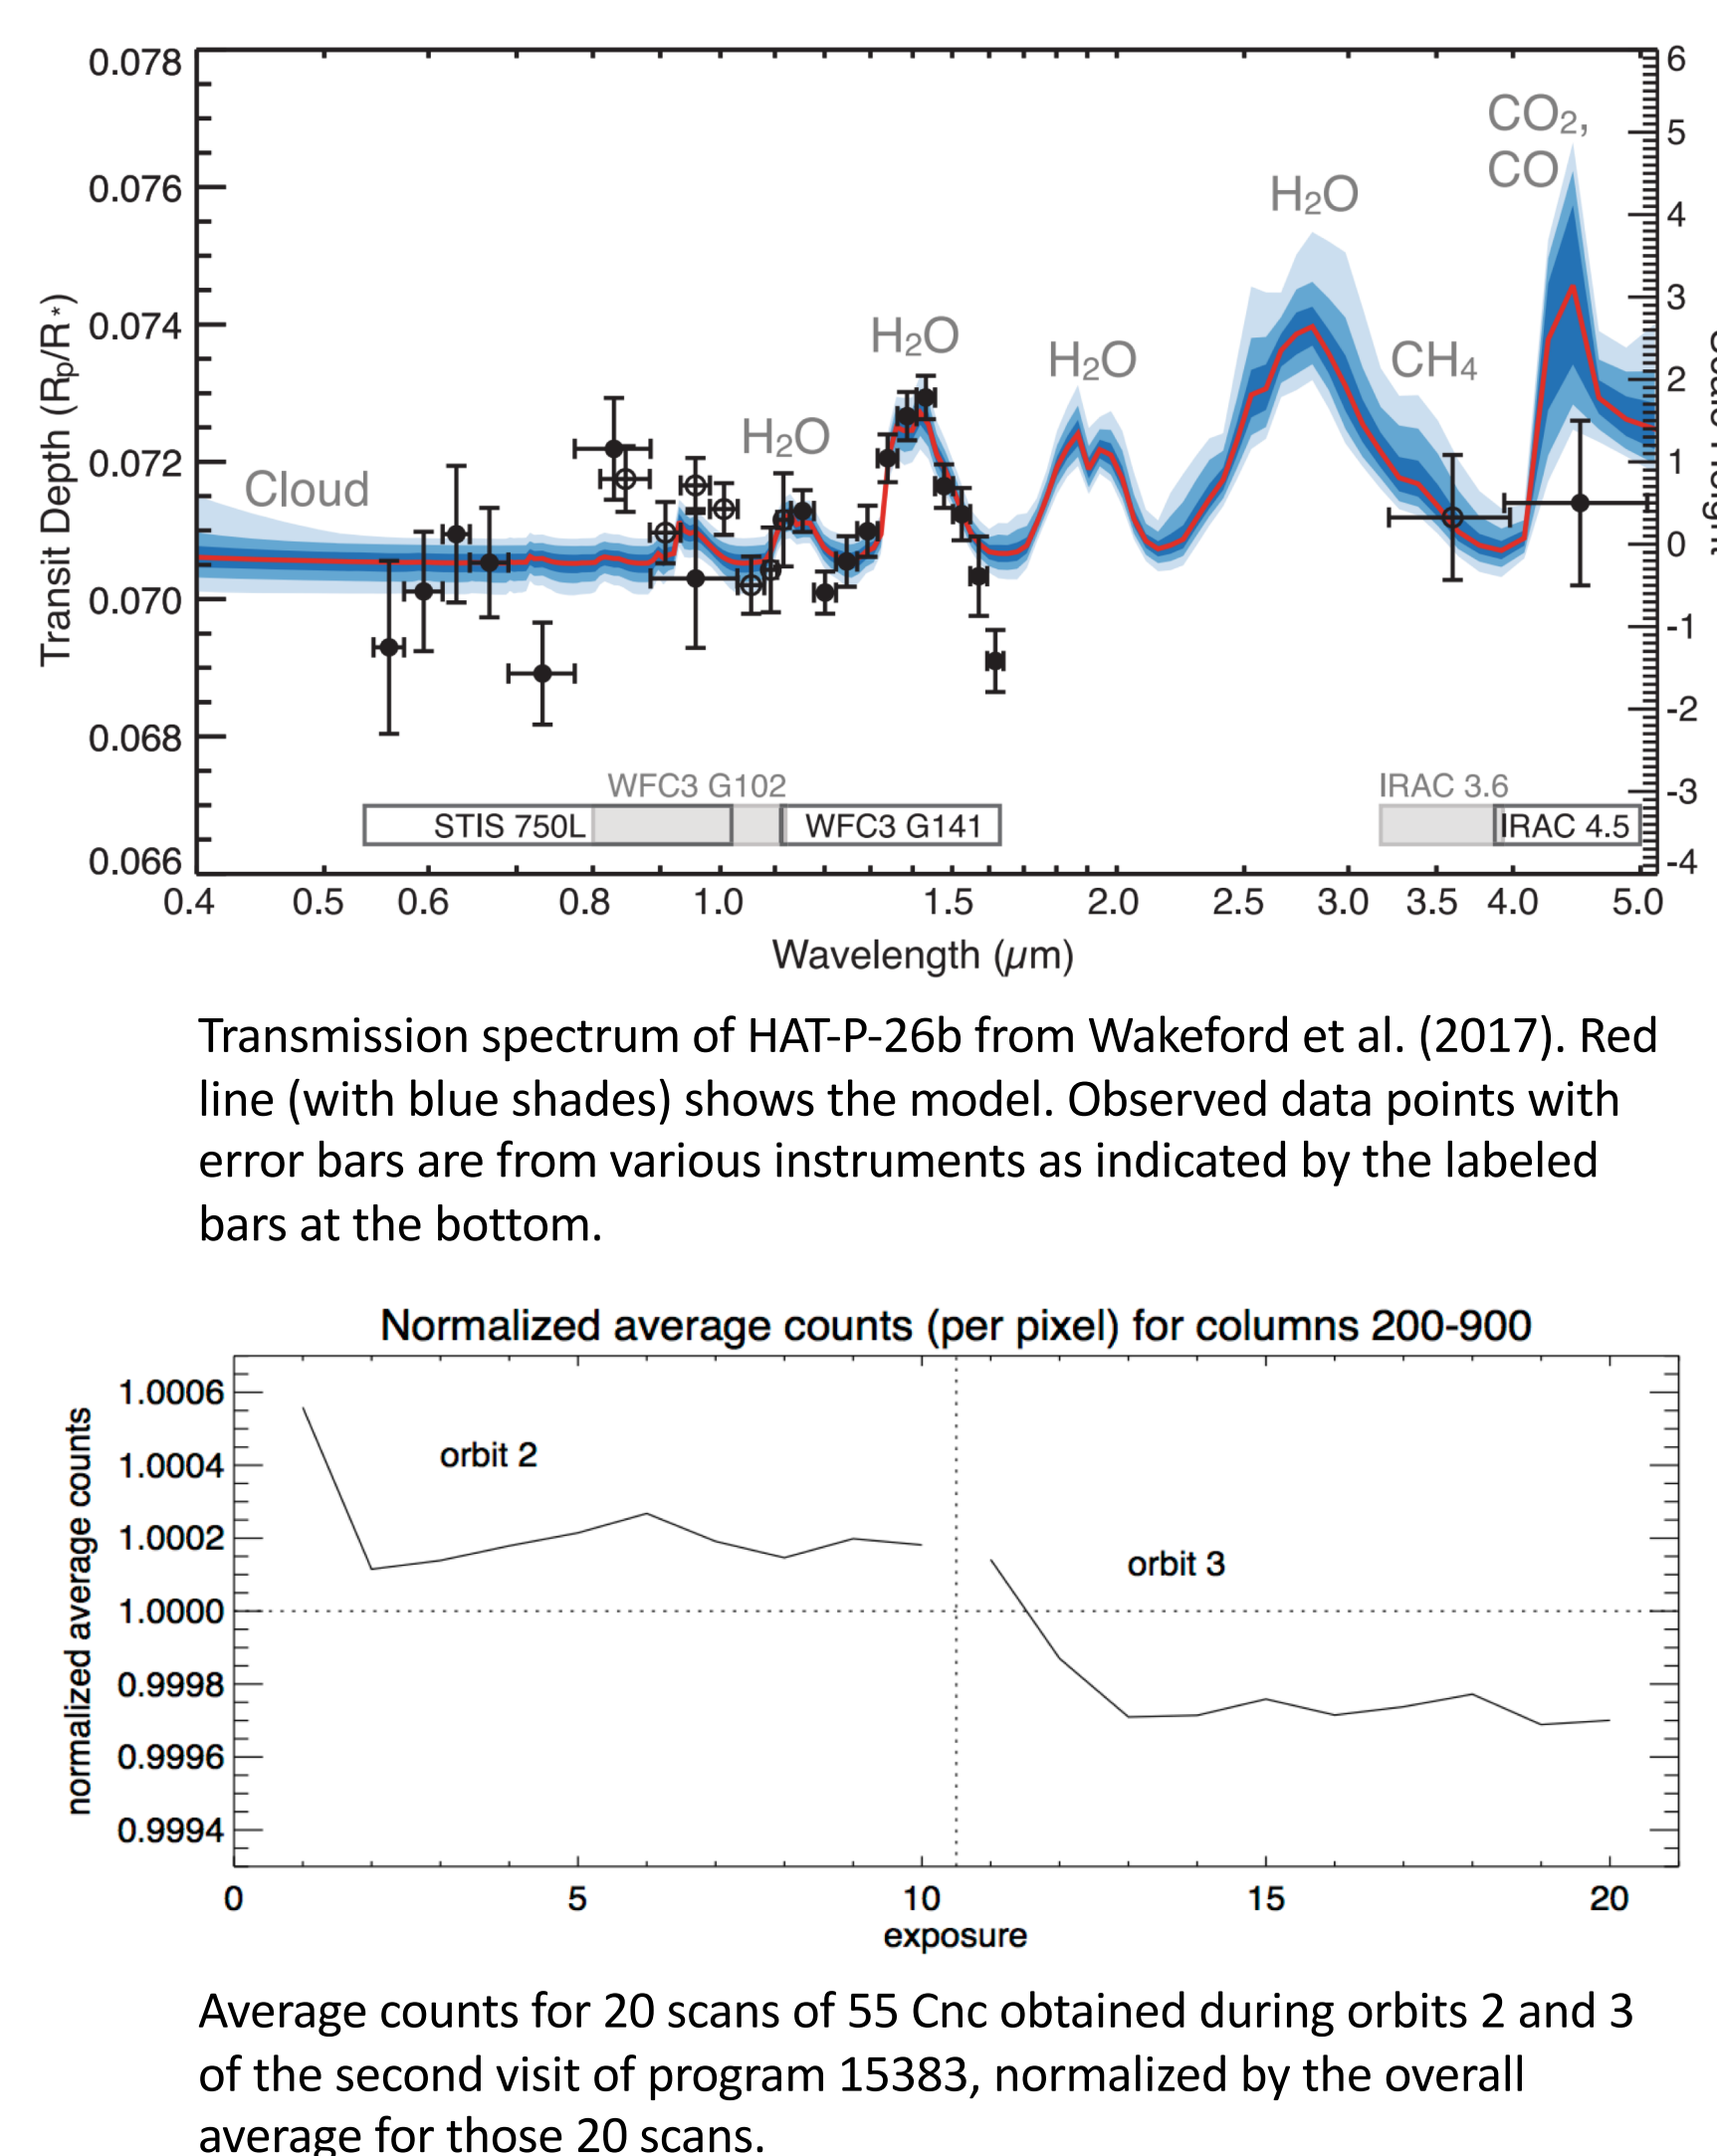 0.078
0.076
0.074
0.072
0.070
0.068
0.066
Transit Depth (Rp/R*)
6
5
4
3
2
1
0
-1
-2
-3
-4
Cloud
H₂O
H₂O
H₂O
H₂O
CH₄
CO₂,
CO
WFC3 G102
IRAC 3.6
STIS 750L
WFC3 G141
IRAC 4.5
0.4 0.5 0.6 0.8 1.0 1.5 2.0 2.5 3.0 3.5 4.0 5.0
Wavelength (μm)
Transmission spectrum of HAT-P-26b from Wakeford et al. (2017). Red
line (with blue shades) shows the model. Observed data points with
error bars are from various instruments as indicated by the labeled
bars at the bottom.
Normalized average counts (per pixel) for columns 200-900
normalized average counts
1.0006
1.0004
1.0002
1.0000
0.9998
0.9996
0.9994
orbit 2
orbit 3
0 5 10 15 20
exposure
Average counts for 20 scans of 55 Cnc obtained during orbits 2 and 3
of the second visit of program 15383, normalized by the overall
average for those 20 scans.